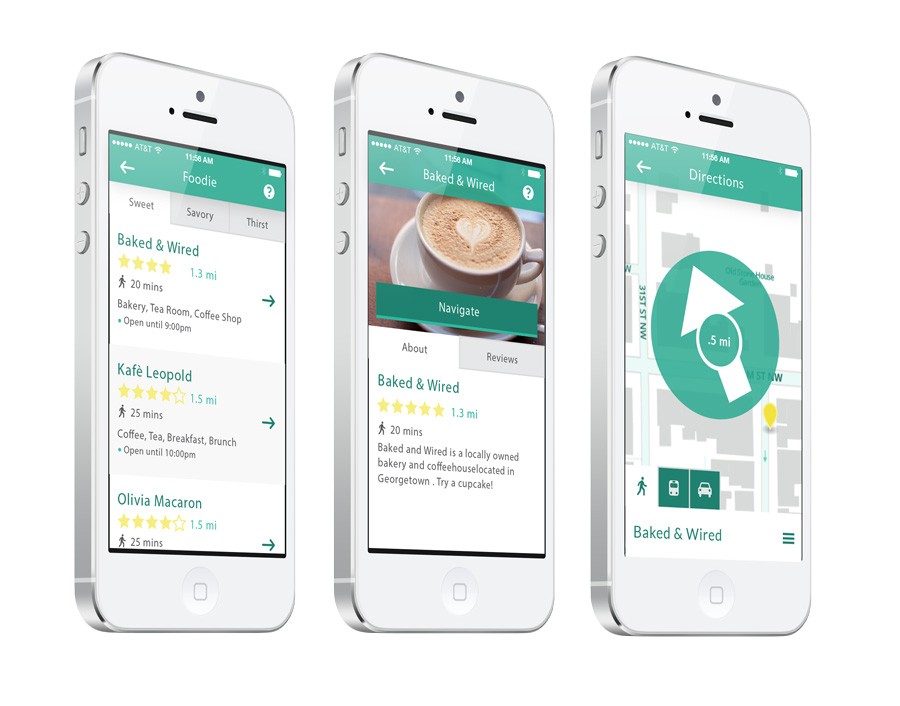 AT&T
11:56 AM
Foodie
?
Sweet
Savory
Thirst
Baked & Wired
1.3 mi
20 mins
Bakery, Tea Room, Coffee Shop
• Open until 9:00pm
Kafè Leopold
1.5 mi
25 mins
Coffee, Tea, Breakfast, Brunch
• Open until 10:00pm
Olivia Macaron
1.5 mi
25 mins
AT&T
11:56 AM
Baked & Wired
?
Navigate
About
Reviews
Baked & Wired
1.3 mi
20 mins
Baked and Wired is a locally owned
bakery and coffeehouselocated in
Georgetown . Try a cupcake!
AT&T
11:56 AM
Directions
W
Old Stone House
Garden
31ST ST NW
.5 mi
M ST NW
Baked & Wired